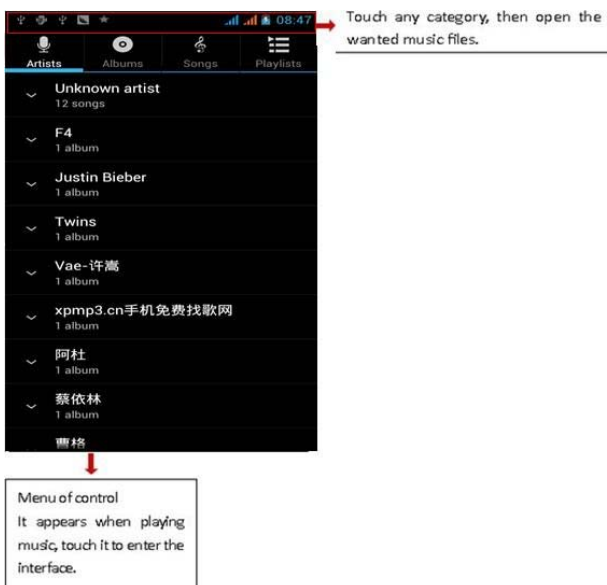 08:47
Touch any category, then open the
wanted music files.
Artists Albums Songs Playlists
Unknown artist
12 songs
F4
1 album
Justin Bieber
1 album
Twins
1 album
Vae-许嵩
1 album
xpmp3.cn手机免费找歌网
1 album
阿杜
1 album
蔡依林
1 album
曹格
Menu of control
It appears when playing
music, touch it to enter the
interface.